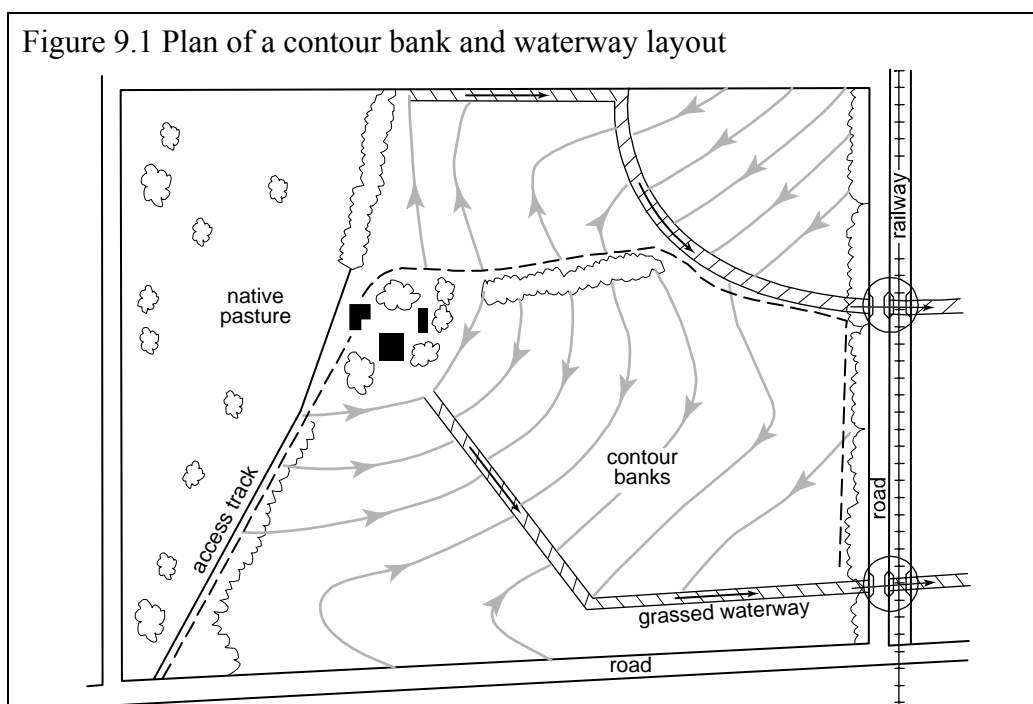 Figure 9.1 Plan of a contour bank and waterway layout
railway
native
pasture
contour
banks
access track
road
grassed waterway
road